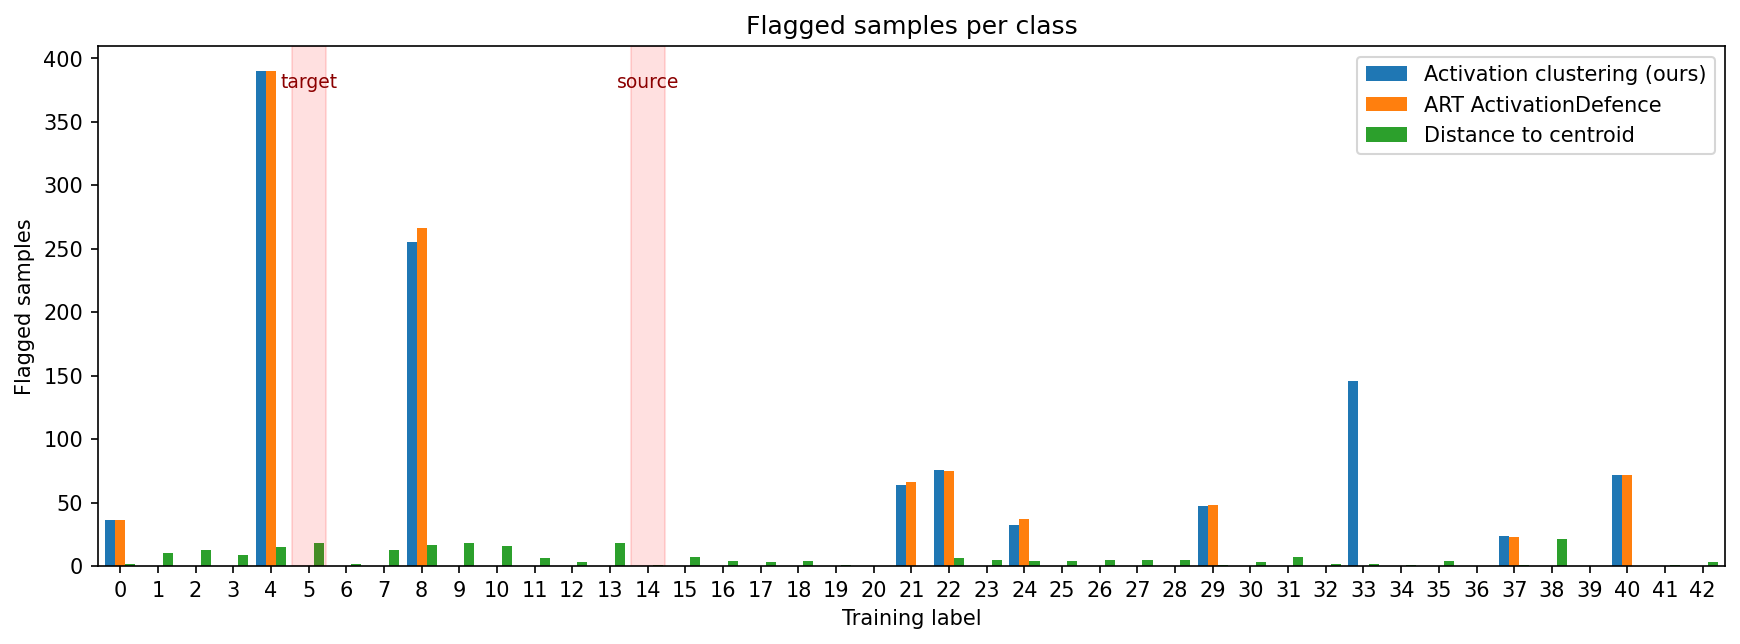 Flagged samples per class
400
350
300
250
200
150
100
50
0
Flagged samples
target
source
Activation clustering (ours)
ART ActivationDefence
Distance to centroid
0 1 2 3 4 5 6 7 8 9 10 11 12 13 14 15 16 17 18 19 20 21 22 23 24 25 26 27 28 29 30 31 32 33 34 35 36 37 38 39 40 41 42
Training label